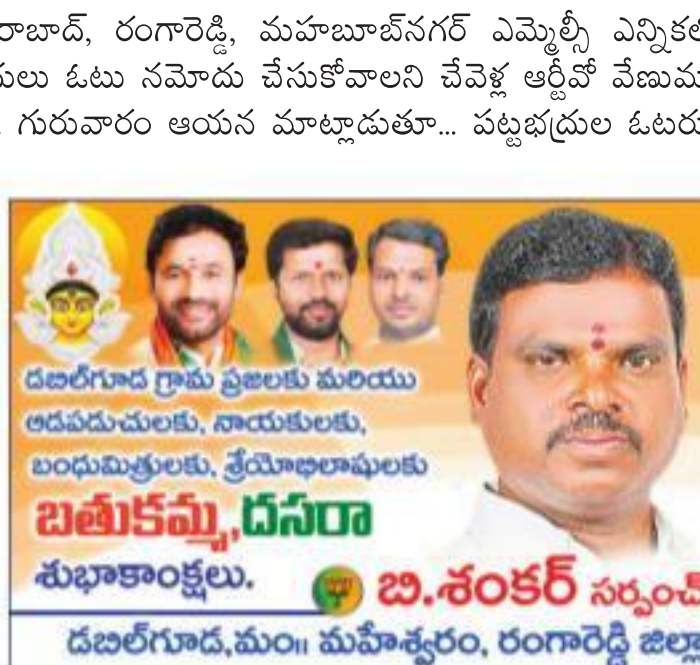 రాబాద్, రంగారెడ్డి, మహబూబ్‌నగర్ ఎమ్మెల్సీ ఎన్నికల
దులు ఓటు నమోదు చేసుకోవాలని చేవెళ్ల ఆర్డీవో వేణుమ
. గురువారం ఆయన మాట్లాడుతూ... పట్టభద్రుల ఓటరు
దబిల్‌గూడ గ్రామ ప్రజలకు మరియు
ఆడపడుచులకు, నాయకులకు,
బంధుమిత్రులకు, శ్రేయోభిలాషులకు
బతుకమ్మ,దసరా
శుభాకాంక్షలు.
బి.శంకర్ సర్పంచ్
దబిల్‌గూడ,మం॥ మహేశ్వరం, రంగారెడ్డి జిల్లా